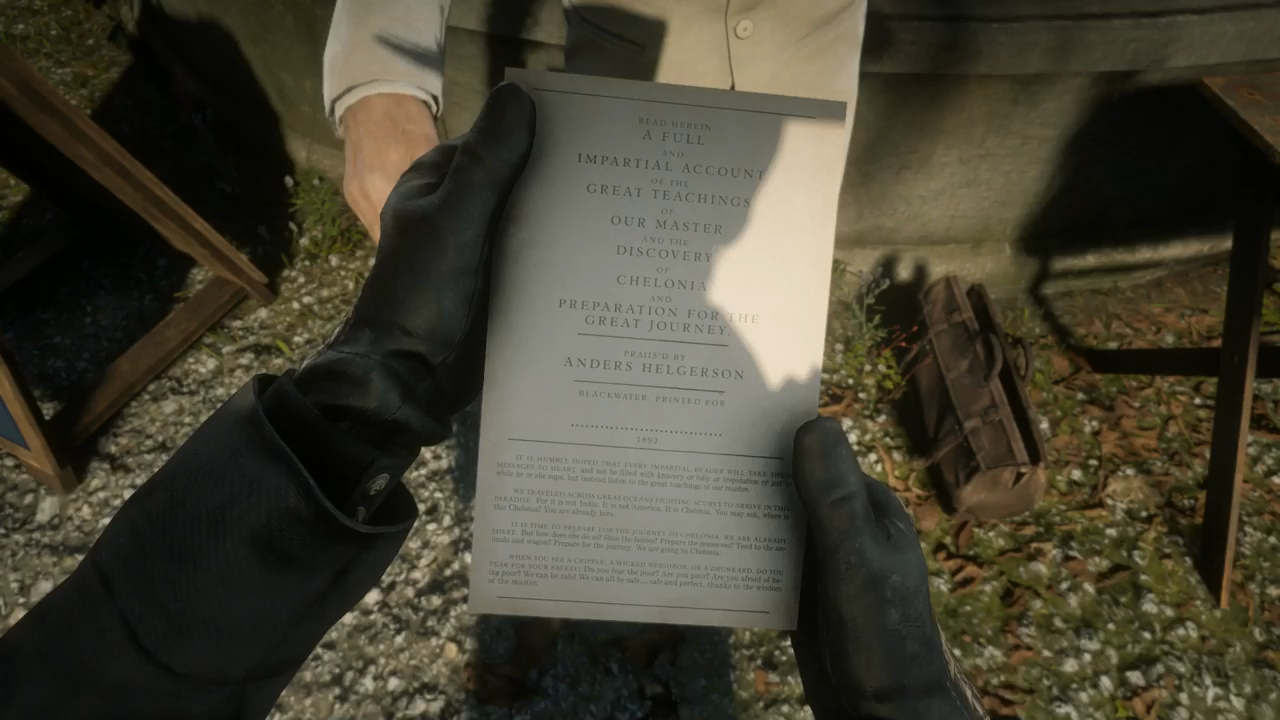 READ HEREIN
A FULL
AND
IMPARTIAL ACCOUNT
OF THE
GREAT TEACHINGS
OF
OUR MASTER
AND THE
DISCOVERY
OF
CHELONIA
AND
PREPARATION FOR THE
GREAT JOURNEY.
PRAIS'D BY
ANDERS HELGERSON
BLACKWATER: PRINTED FOR
1892.
IT IS HUMBLY HOPED THAT EVERY IMPARTIAL READER WILL TAKE THESE
MESSAGES TO HEART, and not be filled with knavery or folly or trepidation or just
while he or she sups, but instead listen to the great teachings of our master.
WE TRAVELED ACROSS GREAT OCEANS FIGHTING SCURVY TO ARRIVE IN THIS
PARADISE. For it is not India. It is not America. It is Chelonia. You may ask, where is
this Chelonia? You are already here.
IT IS TIME TO PREPARE FOR THE JOURNEY TO CHELONIA. WE ARE ALREADY
THERE. But how does one do so? Shoe the horses? Prepare the preserves? Tend to the an-
imals and wagon? Prepare for the journey. We are going to Chelonia.
WHEN YOU SEE A CRIPPLE, A WICKED NEIGHBOR, OR A DRUNKARD, DO YOU
FEAR FOR YOUR SAFETY? Do you fear the poor? Are you poor? Are you afraid of be-
ing poor? We can be safe! We can all be safe... safe and perfect, thanks to the wisdom
of the master.